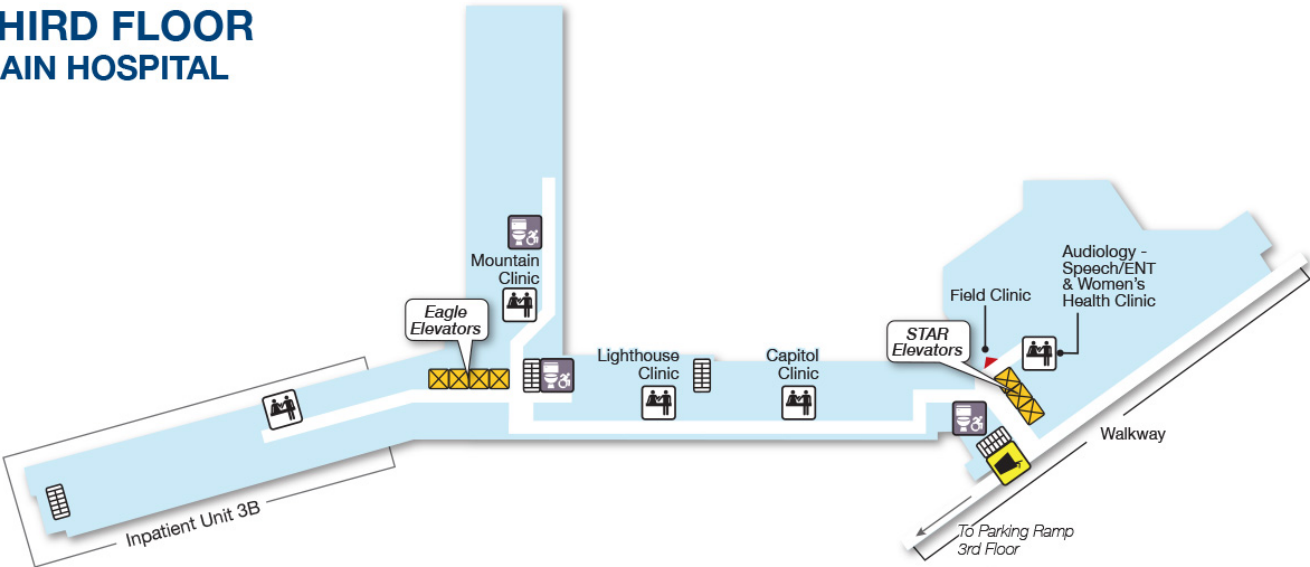 HIRD FLOOR
AIN HOSPITAL
Mountain
Clinic
Eagle
Elevators
Lighthouse
Clinic
Capitol
Clinic
STAR
Elevators
Field Clinic
Audiology -
Speech/ENT
& Women's
Health Clinic
Walkway
To Parking Ramp
3rd Floor
Inpatient Unit 3B